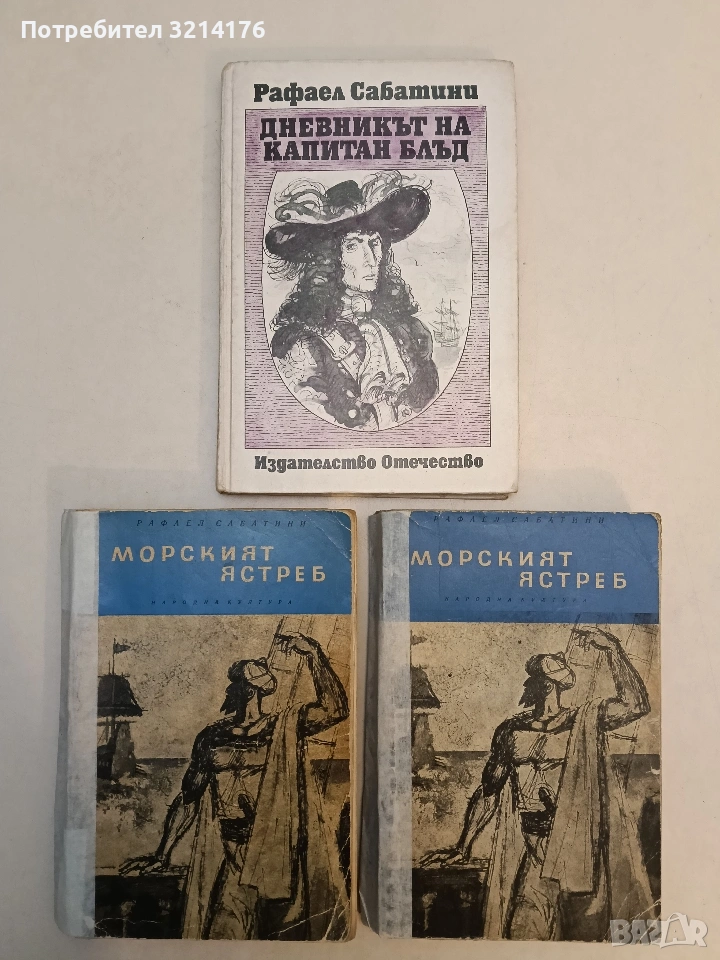 Потребител 3214176
Рафаел Сабатини
ДНЕВНИКЪТ НА
КАПИТАН БЛЪД
Издателство Отечество
РАФАЕЛ САБАТИНИ
МОРСКИЯТ
ЯСТРЕБ
НАРОДНА КУЛТУРА
РАФАЕЛ САБАТИНИ
МОРСКИЯТ
ЯСТРЕБ
НАРОДНА КУЛТУРА
BAZAR